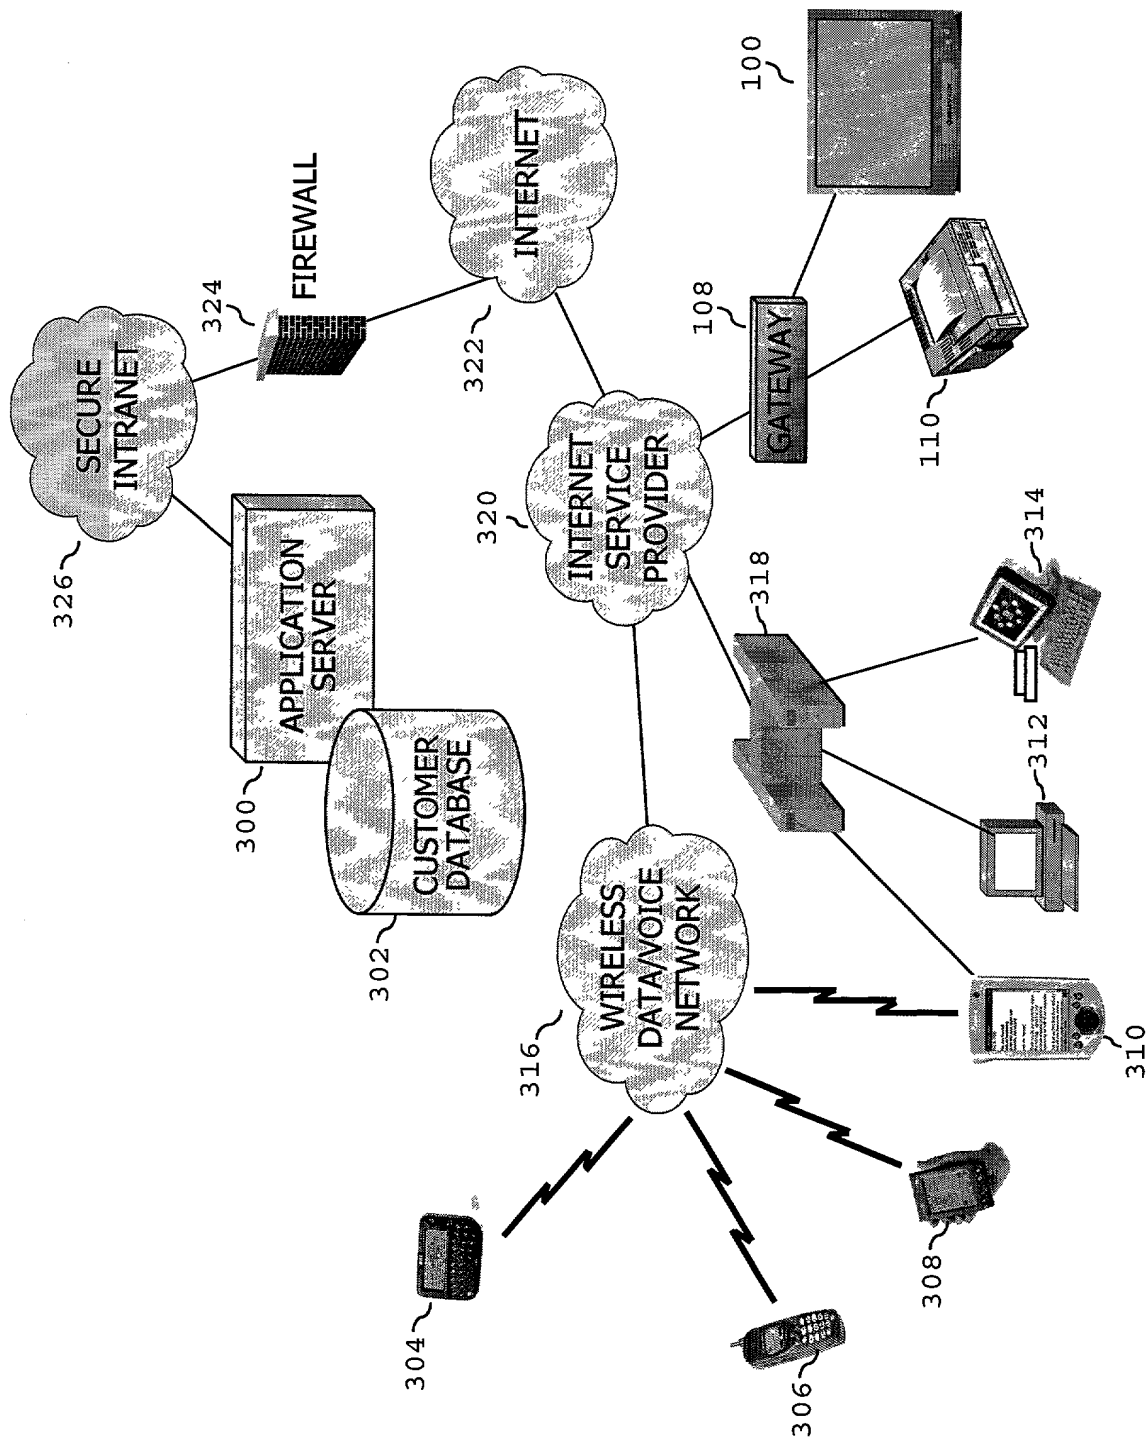 326
SECURE
INTRANET
324
FIREWALL
300
APPLICATION
SERVER
302
CUSTOMER
DATABASE
304
322
INTERNET
320
INTERNET
SERVICE
PROVIDER
316
WIRELESS
DATA/VOICE
NETWORK
108
GATEWAY
318
100
306
308
110
312
314
310